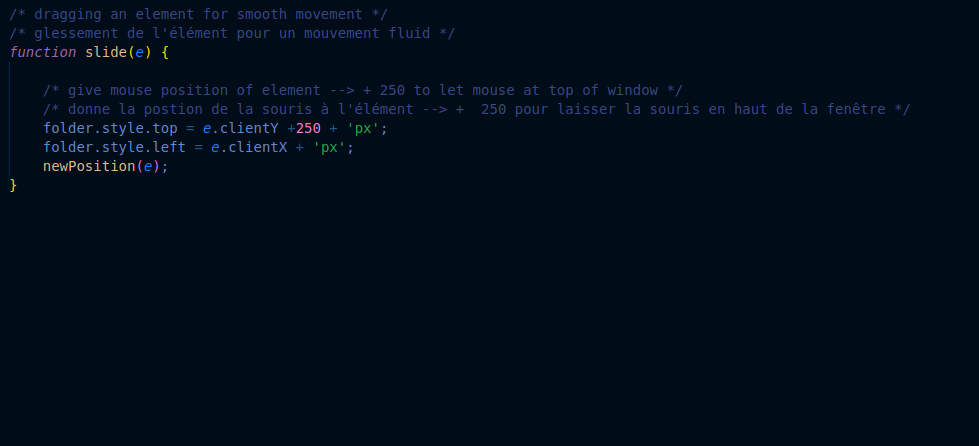 /* dragging an element for smooth movement */
/* glessement de l'élément pour un mouvement fluid */
function slide(e) {
/* give mouse position of element --> + 250 to let mouse at top of window */
/* donne la postion de la souris à l'élément --> +  250 pour laisser la souris en haut de la fenêtre */
folder.style.top = e.clientY +250 + 'px';
folder.style.left = e.clientX + 'px';
newPosition(e);
}